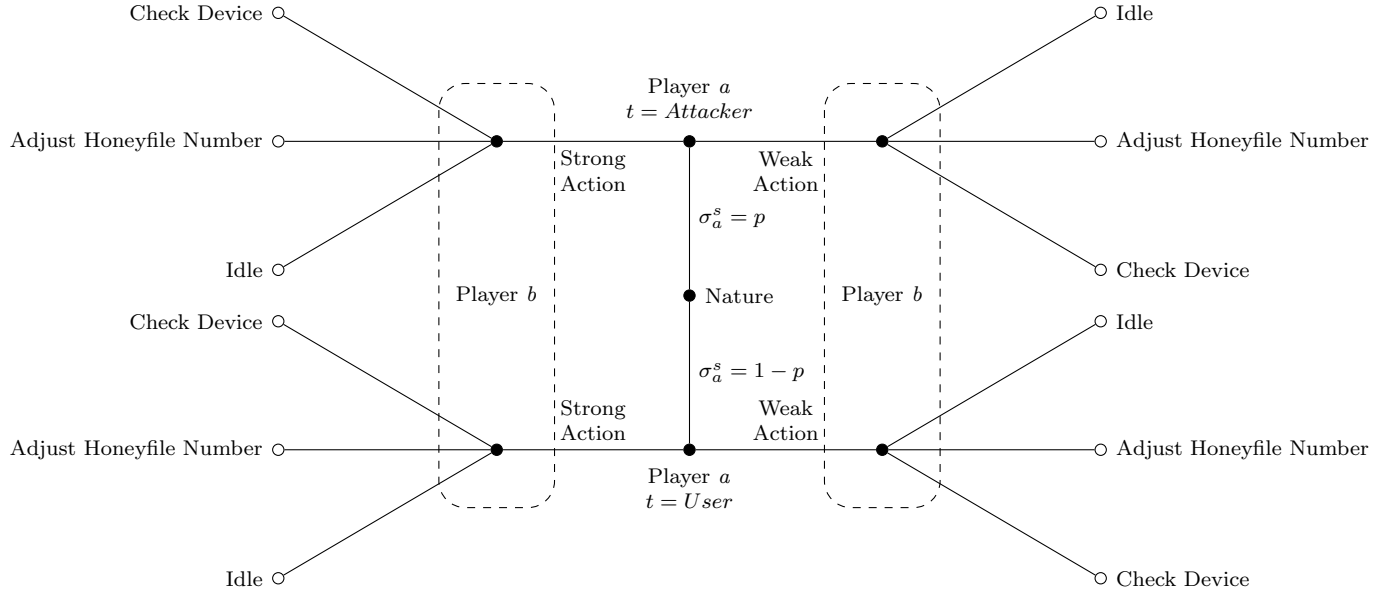 Check Device
Idle
Player a
t = Attacker
Adjust Honeyfile Number
Strong
Action
Weak
Action
Adjust Honeyfile Number
σₐˢ = p
Idle
Check Device
Player b
Nature
Player b
Check Device
Idle
σₐˢ = 1 − p
Strong
Action
Weak
Action
Adjust Honeyfile Number
Adjust Honeyfile Number
Player a
t = User
Idle
Check Device